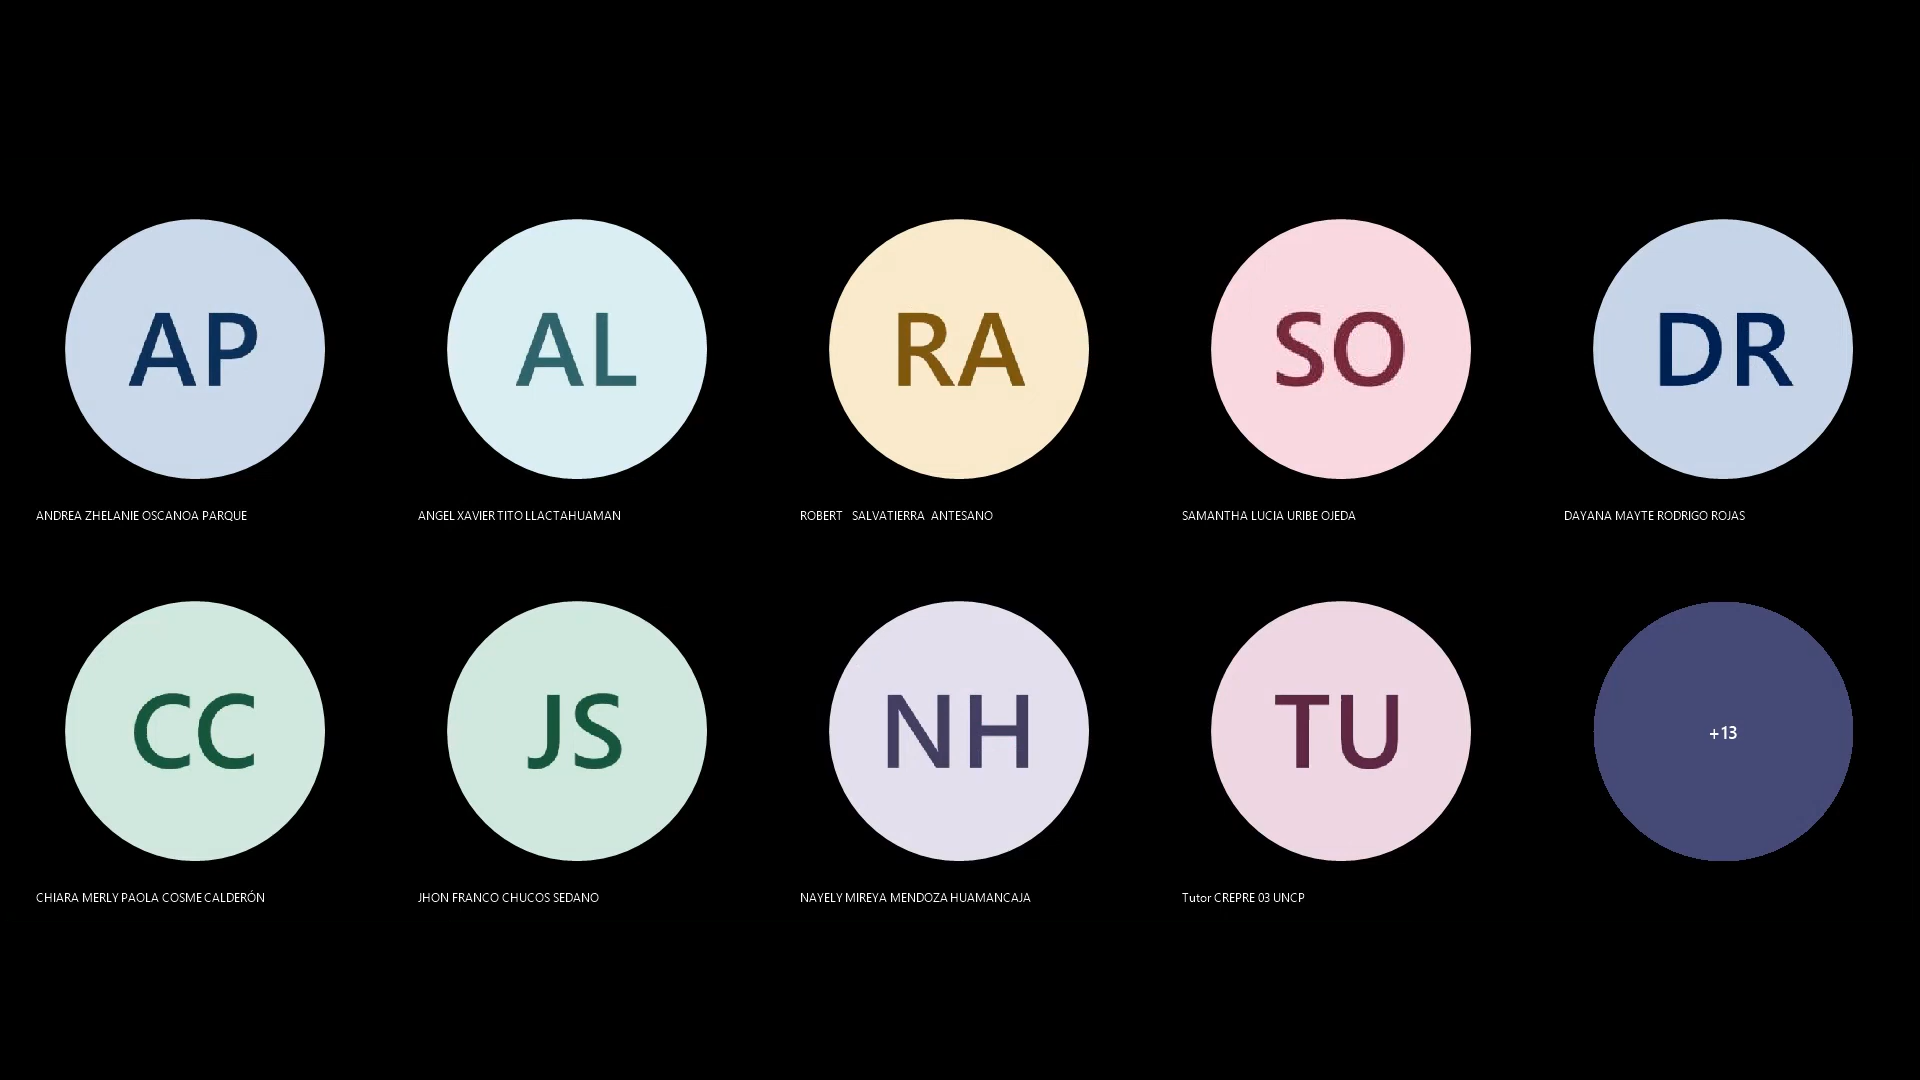 AP
AL
RA
SO
DR
ANDREA ZHELANIE OSCANOA PARQUE
ANGEL XAVIER TITO LLACTAHUAMAN
ROBERT SALVATIERRA ANTESANO
SAMANTHA LUCIA URIBE OJEDA
DAYANA MAYTE RODRIGO ROJAS
CC
JS
NH
TU
+13
CHIARA MERLY PAOLA COSME CALDERÓN
JHON FRANCO CHUCOS SEDANO
NAYELY MIREYA MENDOZA HUAMANCAJA
Tutor CREPRE 03 UNCP